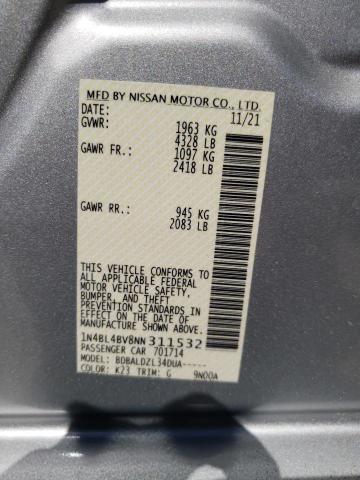 MFD BY NISSAN MOTOR CO., LTD.
DATE: 11/21
GVWR: 1963 KG
4328 LB
GAWR FR.: 1097 KG
2418 LB
GAWR RR.: 945 KG
2083 LB
THIS VEHICLE CONFORMS TO
ALL APPLICABLE FEDERAL
MOTOR VEHICLE SAFETY,
BUMPER, AND THEFT
PREVENTION STANDARDS IN
EFFECT ON THE DATE OF
MANUFACTURE SHOWN ABOVE.
1N4BL4BV8NN311532
PASSENGER CAR 701714
MODEL: BDBALDZL34DUA-----
COLOR: K23 TRIM: G 9N00A